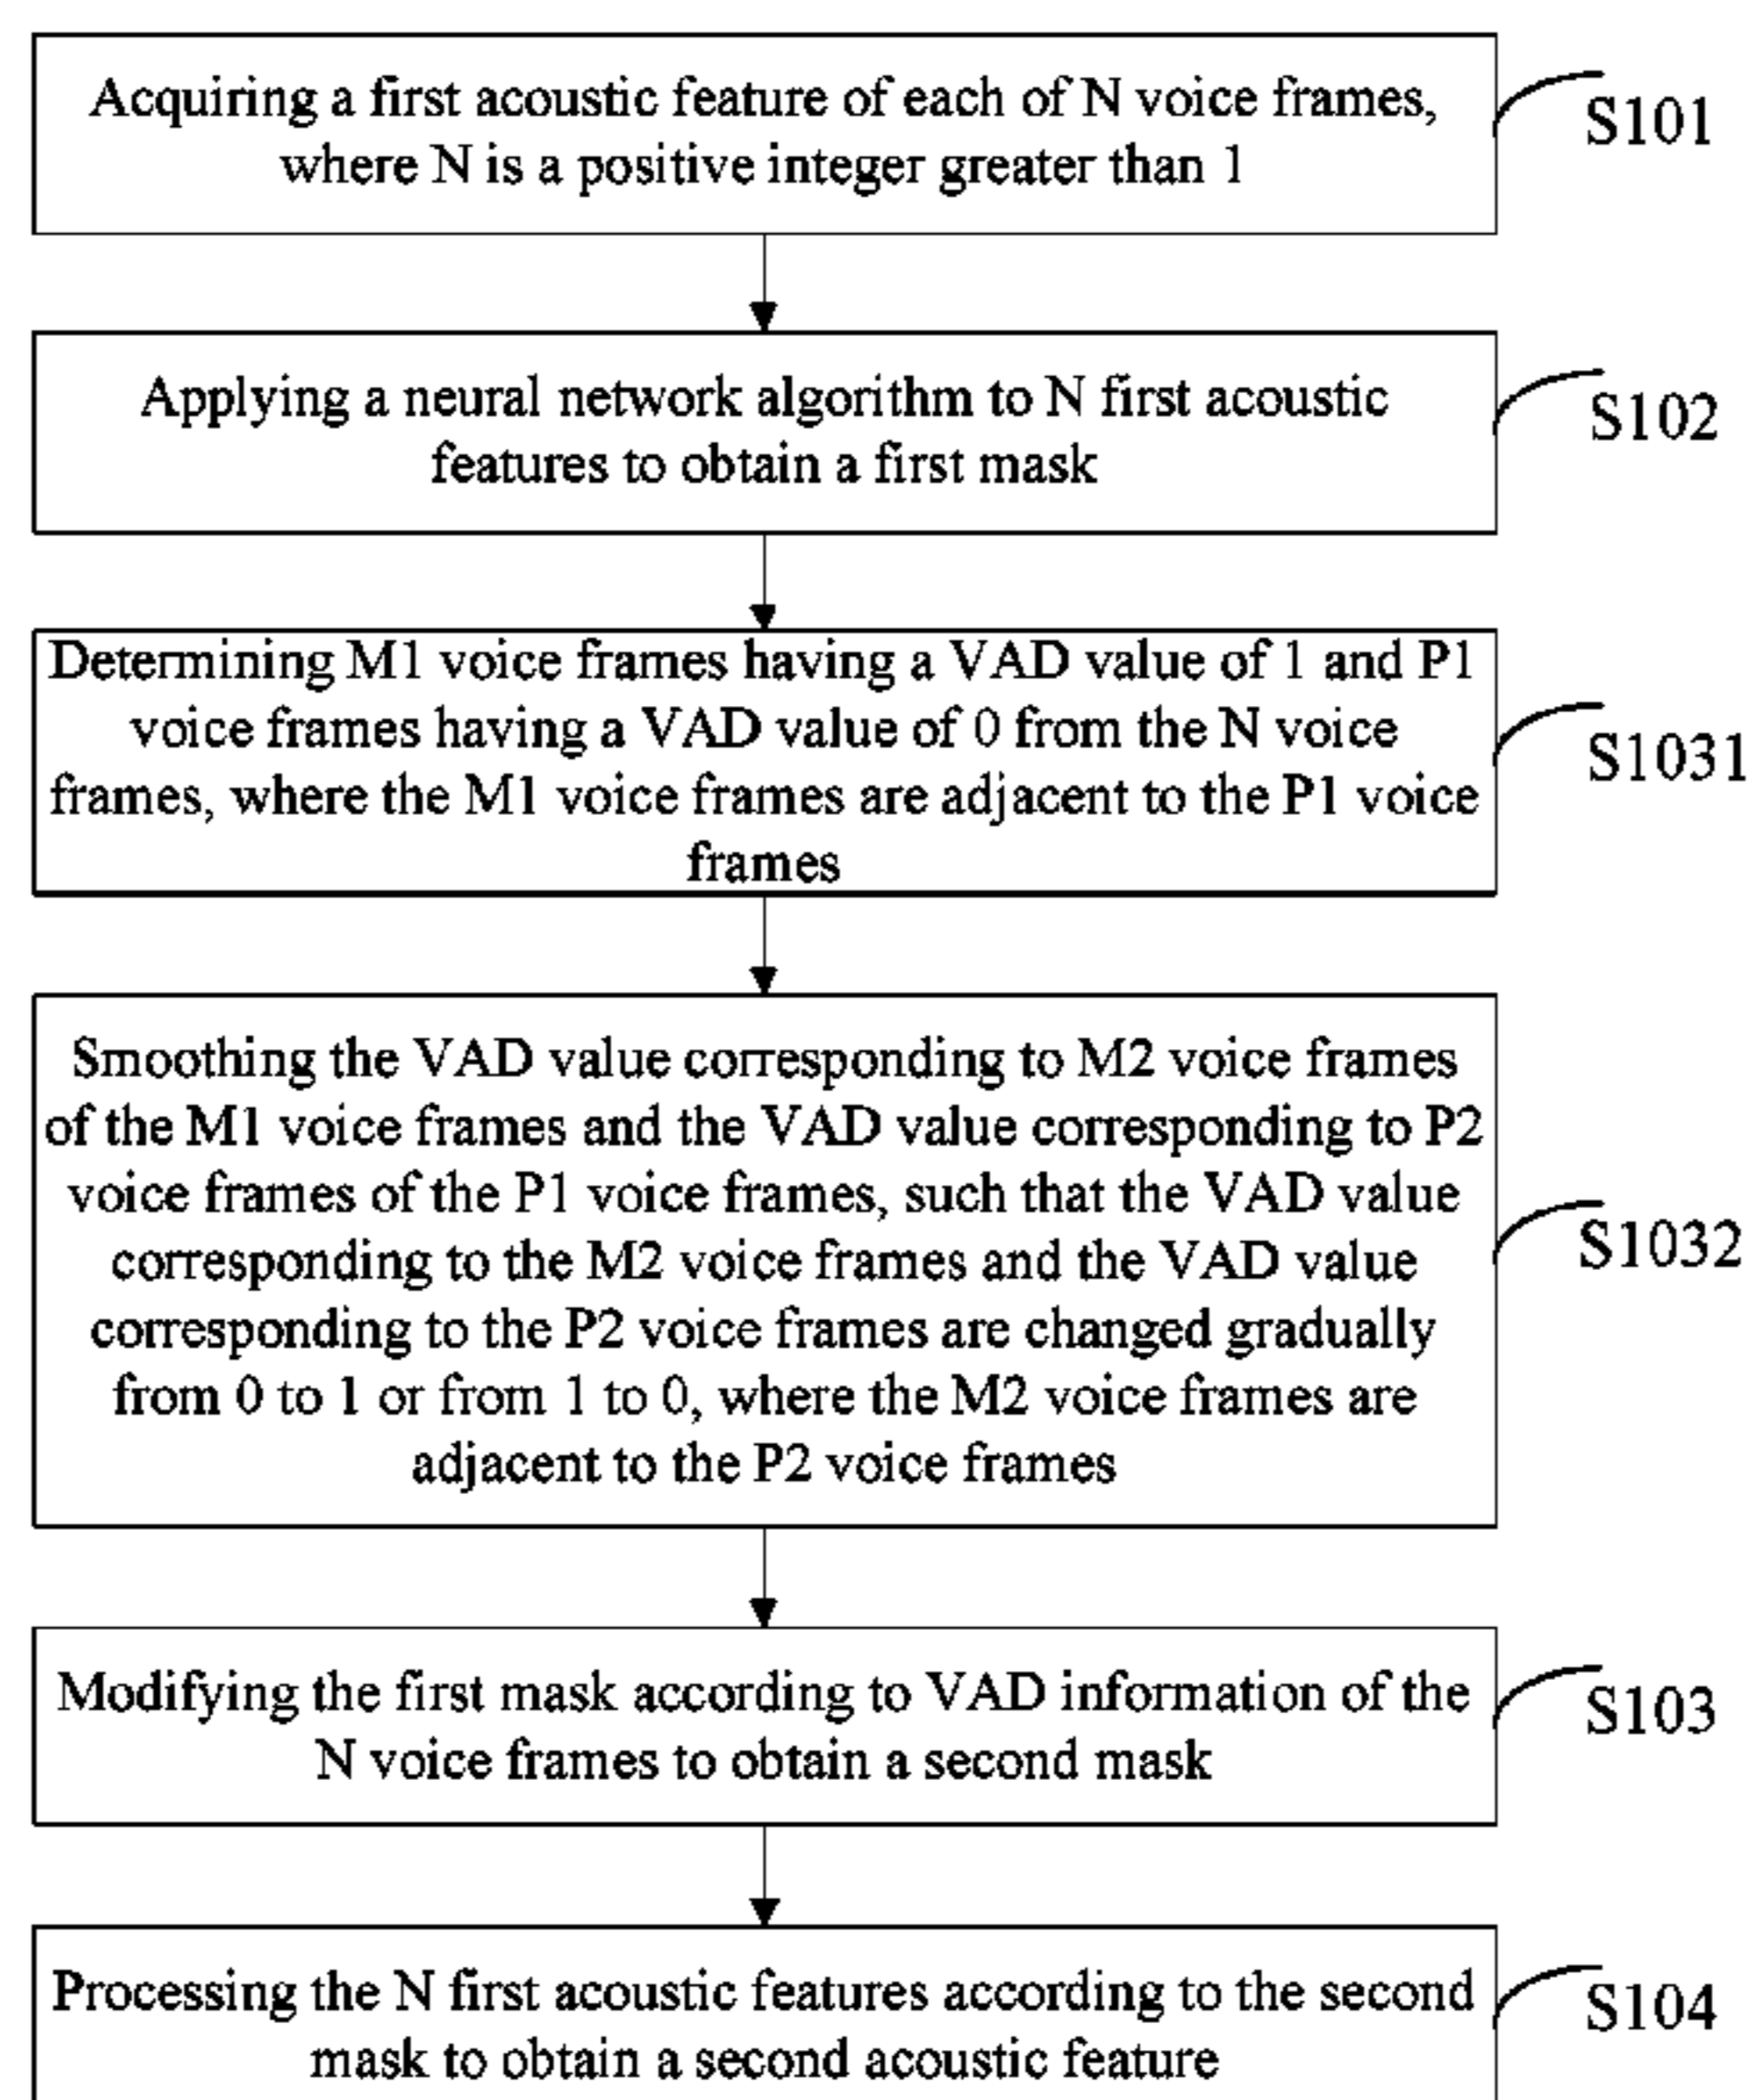 Acquiring a first acoustic feature of each of N voice frames,
where N is a positive integer greater than 1
S101
Applying a neural network algorithm to N first acoustic
features to obtain a first mask
S102
Determining M1 voice frames having a VAD value of 1 and P1
voice frames having a VAD value of 0 from the N voice
frames, where the M1 voice frames are adjacent to the P1 voice
frames
S1031
Smoothing the VAD value corresponding to M2 voice frames
of the M1 voice frames and the VAD value corresponding to P2
voice frames of the P1 voice frames, such that the VAD value
corresponding to the M2 voice frames and the VAD value
corresponding to the P2 voice frames are changed gradually
from 0 to 1 or from 1 to 0, where the M2 voice frames are
adjacent to the P2 voice frames
S1032
Modifying the first mask according to VAD information of the
N voice frames to obtain a second mask
S103
Processing the N first acoustic features according to the second
mask to obtain a second acoustic feature
S104